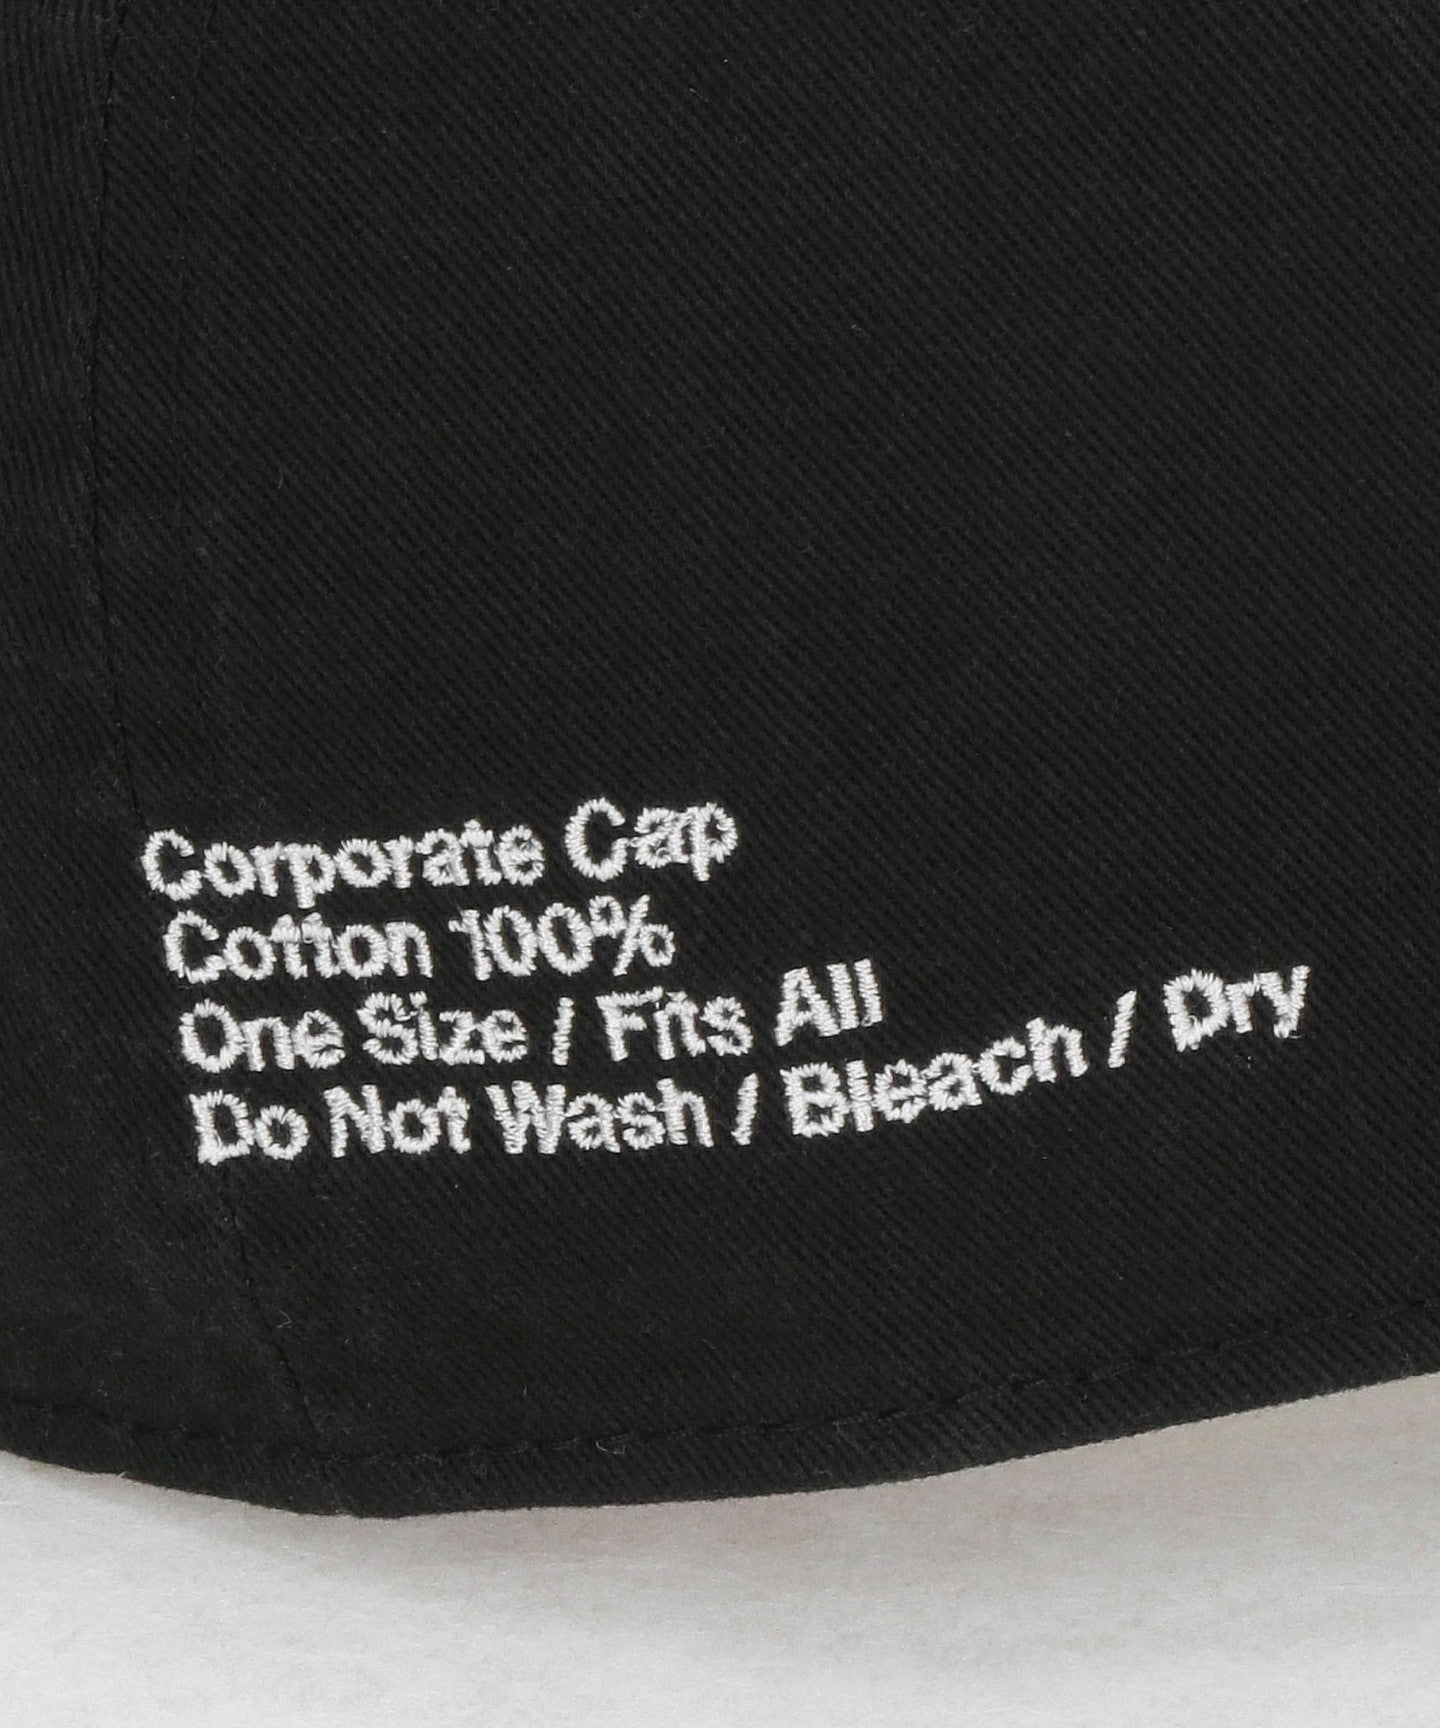 Corporate Cap
Cotton 100%
One Size / Fits All
Do Not Wash / Bleach / Dry